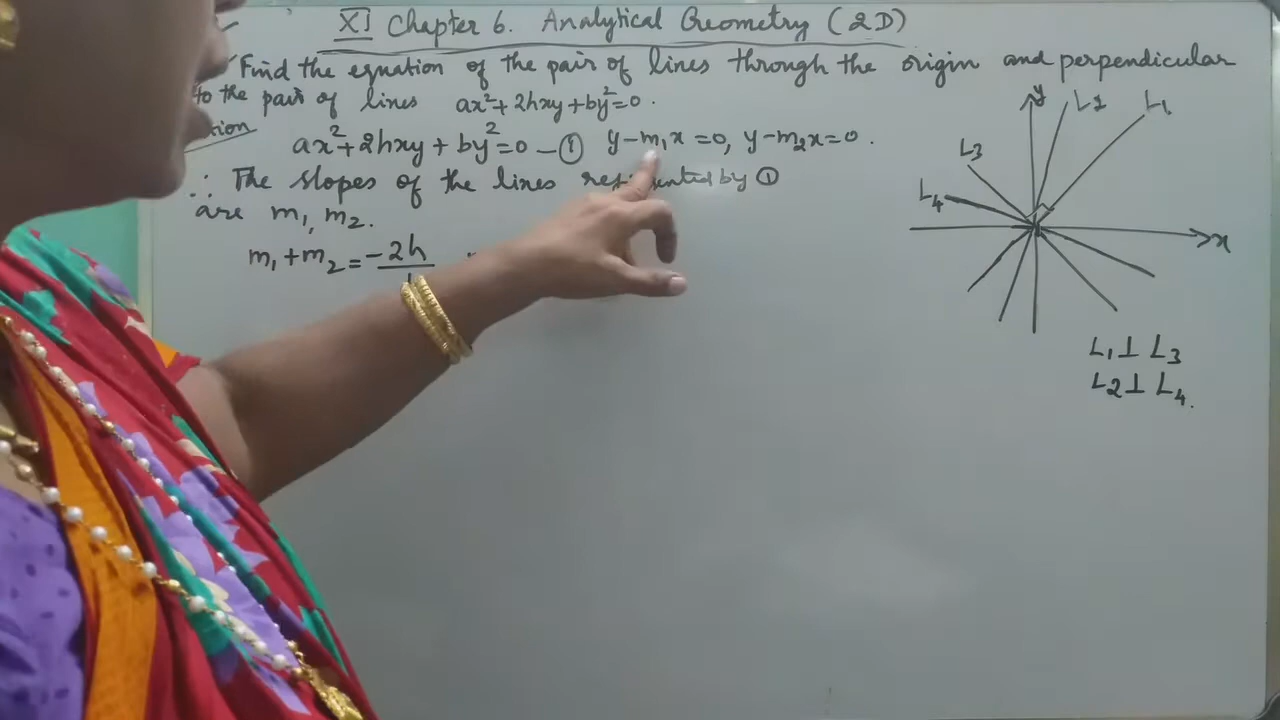 XI Chapter 6. Analytical Geometry (2D)
Find the equation of the pair of lines through the origin and perpendicular
to the pair of lines ax²+2hxy+by²=0.
ax²+2hxy+by²=0 —① y-m₁x=0, y-m₂x=0.
∴ The slopes of the lines by ①
are m₁, m₂.
m₁+m₂=-2h
y
L2
L₁
L3
L4
x
L₁⊥L₃
L2⊥L4.